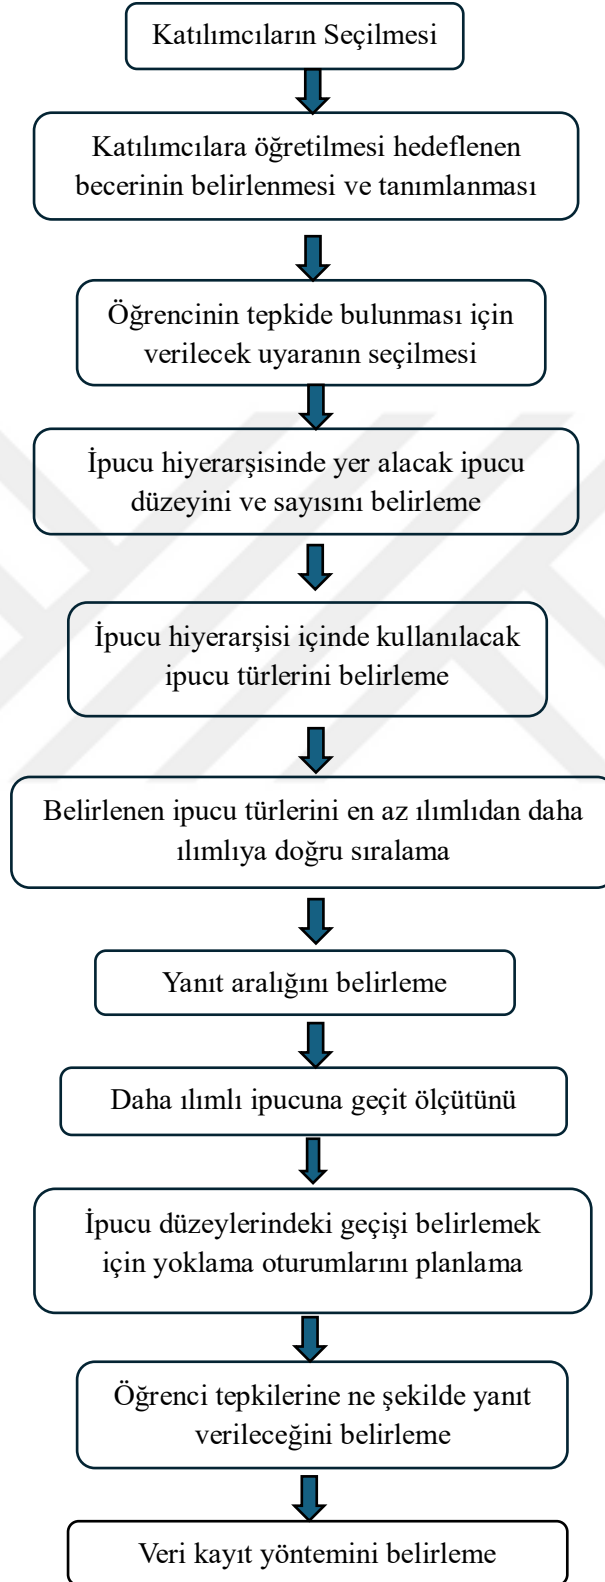 Katılımcıların Seçilmesi
Katılımcılara öğretilmesi hedeflenen
becerinin belirlenmesi ve tanımlanması
Öğrencinin tepkide bulunması için
verilecek uyaranın seçilmesi
İpucu hiyerarşisinde yer alacak ipucu
düzeyini ve sayısını belirleme
İpucu hiyerarşisi içinde kullanılacak
ipucu türlerini belirleme
Belirlenen ipucu türlerini en az ılımlıdan daha
ılımlıya doğru sıralama
Yanıt aralığını belirleme
Daha ılımlı ipucuna geçit ölçütünü
İpucu düzeylerindeki geçişi belirlemek
için yoklama oturumlarını planlama
Öğrenci tepkilerine ne şekilde yanıt
verileceğini belirleme
Veri kayıt yöntemini belirleme